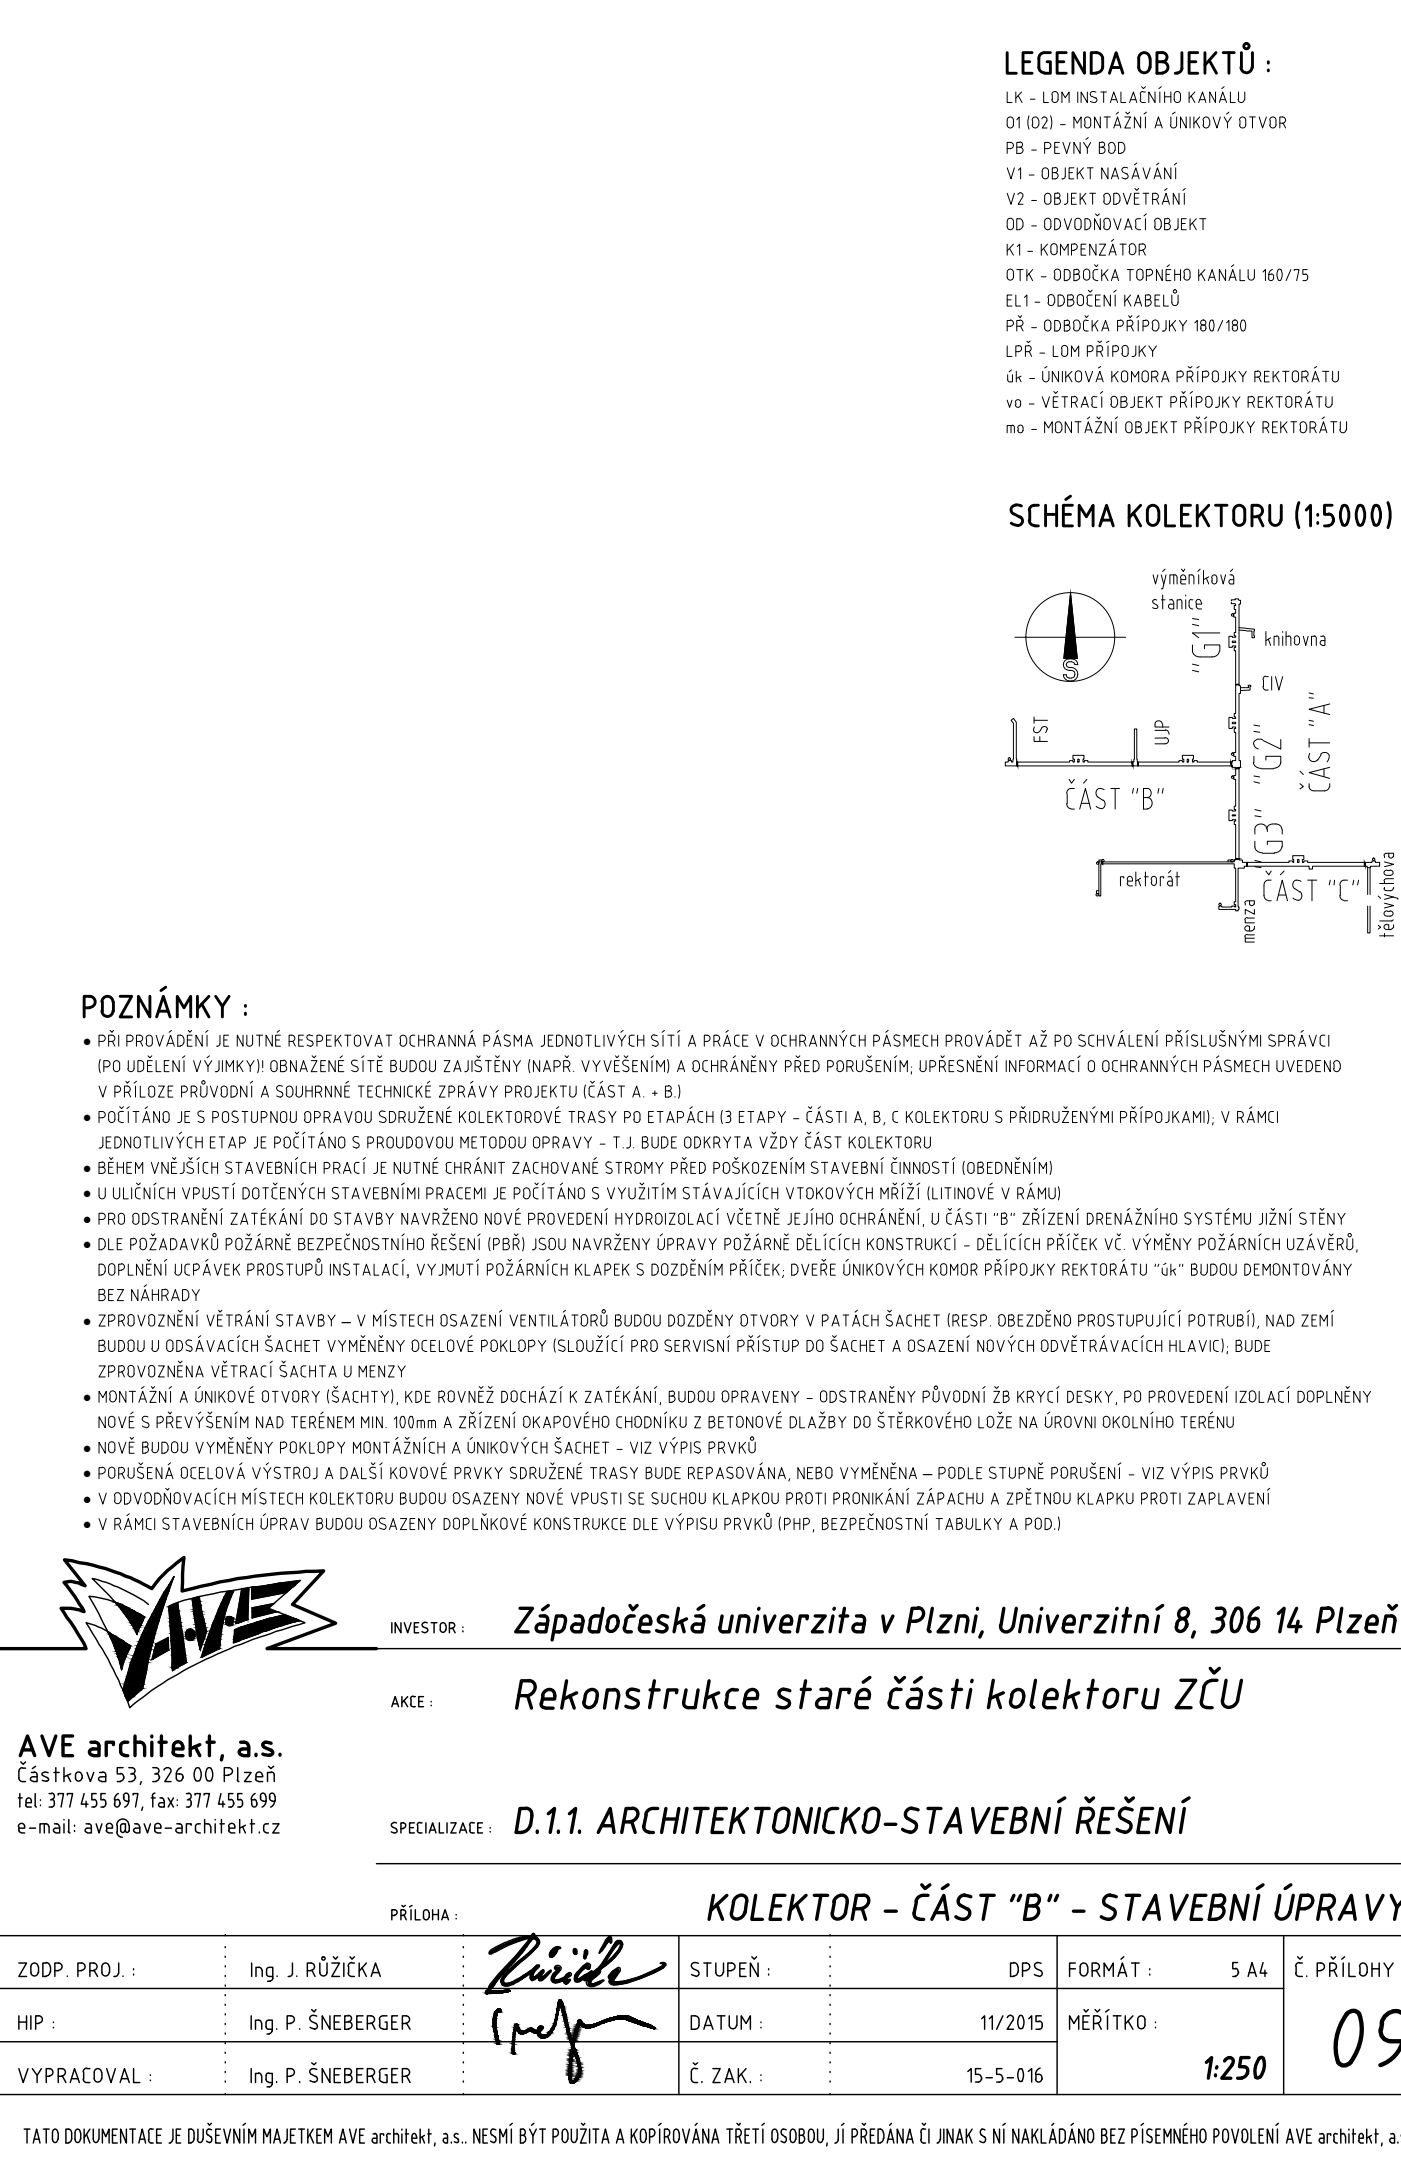 LEGENDA OBJEKTŮ :
LK - LOM INSTALAČNÍHO KANÁLU
O1 (O2) - MONTÁŽNÍ A ÚNIKOVÝ OTVOR
PB - PEVNÝ BOD
V1 - OBJEKT NASÁVÁNÍ
V2 - OBJEKT ODVĚTRÁNÍ
OD - ODVODŇOVACÍ OBJEKT
K1 - KOMPENZÁTOR
OTK - ODBOČKA TOPNÉHO KANÁLU 160/75
EL1 - ODBOČENÍ KABELŮ
PŘ - ODBOČKA PŘÍPOJKY 180/180
LPŘ - LOM PŘÍPOJKY
úk - ÚNIKOVÁ KOMORA PŘÍPOJKY REKTORÁTU
vo - VĚTRACÍ OBJEKT PŘÍPOJKY REKTORÁTU
mo - MONTÁŽNÍ OBJEKT PŘÍPOJKY REKTORÁTU
SCHÉMA KOLEKTORU (1:5000)
výměníková
stanice
"G1"
knihovna
S
CIV
ČÁST "A"
FST
UJP
"G2"
ČÁST "B"
"G3"
rektorát
ČÁST "C"
menza
tělovýchova
POZNÁMKY :
• PŘI PROVÁDĚNÍ JE NUTNÉ RESPEKTOVAT OCHRANNÁ PÁSMA JEDNOTLIVÝCH SÍTÍ A PRÁCE V OCHRANNÝCH PÁSMECH PROVÁDĚT AŽ PO SCHVÁLENÍ PŘÍSLUŠNÝMI SPRÁVCI
(PO UDĚLENÍ VÝJIMKY)! OBNAŽENÉ SÍTĚ BUDOU ZAJIŠTĚNY (NAPŘ. VYVĚŠENÍM) A OCHRÁNĚNY PŘED PORUŠENÍM; UPŘESNĚNÍ INFORMACÍ O OCHRANNÝCH PÁSMECH UVEDENO
V PŘÍLOZE PRŮVODNÍ A SOUHRNNÉ TECHNICKÉ ZPRÁVY PROJEKTU (ČÁST A. + B.)
• POČÍTÁNO JE S POSTUPNOU OPRAVOU SDRUŽENÉ KOLEKTOROVÉ TRASY PO ETAPÁCH (3 ETAPY - ČÁSTI A, B, C KOLEKTORU S PŘIDRUŽENÝMI PŘÍPOJKAMI); V RÁMCI
JEDNOTLIVÝCH ETAP JE POČÍTÁNO S PROUDOVOU METODOU OPRAVY - T.J. BUDE ODKRYTA VŽDY ČÁST KOLEKTORU
• BĚHEM VNĚJŠÍCH STAVEBNÍCH PRACÍ JE NUTNÉ CHRÁNIT ZACHOVANÉ STROMY PŘED POŠKOZENÍM STAVEBNÍ ČINNOSTÍ (OBEDNĚNÍM)
• U ULIČNÍCH VPUSTÍ DOTČENÝCH STAVEBNÍMI PRACEMI JE POČÍTÁNO S VYUŽITÍM STÁVAJÍCÍCH VTOKOVÝCH MŘÍŽÍ (LITINOVÉ V RÁMU)
• PRO ODSTRANĚNÍ ZATÉKÁNÍ DO STAVBY NAVRŽENO NOVÉ PROVEDENÍ HYDROIZOLACÍ VČETNĚ JEJÍHO OCHRÁNĚNÍ, U ČÁSTI "B" ZŘÍZENÍ DRENÁŽNÍHO SYSTÉMU JIŽNÍ STĚNY
• DLE POŽADAVKŮ POŽÁRNĚ BEZPEČNOSTNÍHO ŘEŠENÍ (PBŘ) JSOU NAVRŽENY ÚPRAVY POŽÁRNĚ DĚLÍCÍCH KONSTRUKCÍ - DĚLÍCÍCH PŘÍČEK VČ. VÝMĚNY POŽÁRNÍCH UZÁVĚRŮ,
DOPLNĚNÍ UCPÁVEK PROSTUPŮ INSTALACÍ, VYJMUTÍ POŽÁRNÍCH KLAPEK S DOZDĚNÍM PŘÍČEK; DVEŘE ÚNIKOVÝCH KOMOR PŘÍPOJKY REKTORÁTU "úk" BUDOU DEMONTOVÁNY
BEZ NÁHRADY
• ZPROVOZNĚNÍ VĚTRÁNÍ STAVBY – V MÍSTECH OSAZENÍ VENTILÁTORŮ BUDOU DOZDĚNY OTVORY V PATÁCH ŠACHET (RESP. OBEZDĚNO PROSTUPUJÍCÍ POTRUBÍ), NAD ZEMÍ
BUDOU U ODSÁVACÍCH ŠACHET VYMĚNĚNY OCELOVÉ POKLOPY (SLOUŽÍCÍ PRO SERVISNÍ PŘÍSTUP DO ŠACHET A OSAZENÍ NOVÝCH ODVĚTRÁVACÍCH HLAVIC); BUDE
ZPROVOZNĚNA VĚTRACÍ ŠACHTA U MENZY
• MONTÁŽNÍ A ÚNIKOVÉ OTVORY (ŠACHTY), KDE ROVNĚŽ DOCHÁZÍ K ZATÉKÁNÍ, BUDOU OPRAVENY - ODSTRANĚNY PŮVODNÍ ŽB KRYCÍ DESKY, PO PROVEDENÍ IZOLACÍ DOPLNĚNY
NOVÉ S PŘEVÝŠENÍM NAD TERÉNEM MIN. 100mm A ZŘÍZENÍ OKAPOVÉHO CHODNÍKU Z BETONOVÉ DLAŽBY DO ŠTĚRKOVÉHO LOŽE NA ÚROVNI OKOLNÍHO TERÉNU
• NOVĚ BUDOU VYMĚNĚNY POKLOPY MONTÁŽNÍCH A ÚNIKOVÝCH ŠACHET - VIZ VÝPIS PRVKŮ
• PORUŠENÁ OCELOVÁ VÝSTROJ A DALŠÍ KOVOVÉ PRVKY SDRUŽENÉ TRASY BUDE REPASOVÁNA, NEBO VYMĚNĚNA – PODLE STUPNĚ PORUŠENÍ - VIZ VÝPIS PRVKŮ
• V ODVODŇOVACÍCH MÍSTECH KOLEKTORU BUDOU OSAZENY NOVÉ VPUSTI SE SUCHOU KLAPKOU PROTI PRONIKÁNÍ ZÁPACHU A ZPĚTNOU KLAPKU PROTI ZAPLAVENÍ
• V RÁMCI STAVEBNÍCH ÚPRAV BUDOU OSAZENY DOPLŇKOVÉ KONSTRUKCE DLE VÝPISU PRVKŮ (PHP, BEZPEČNOSTNÍ TABULKY A POD.)
A.V.E
INVESTOR : Západočeská univerzita v Plzni, Univerzitní 8, 306 14 Plzeň
AKCE : Rekonstrukce staré části kolektoru ZČU
AVE architekt, a.s.
Částkova 53, 326 00 Plzeň
tel: 377 455 697, fax: 377 455 699
e-mail: ave@ave-architekt.cz
SPECIALIZACE : D.1.1. ARCHITEKTONICKO-STAVEBNÍ ŘEŠENÍ
PŘÍLOHA : KOLEKTOR - ČÁST "B" - STAVEBNÍ ÚPRAVY
ZODP. PROJ. : Ing. J. RŮŽIČKA Růžička STUPEŇ : DPS FORMÁT : 5 A4 Č. PŘÍLOHY
HIP : Ing. P. ŠNEBERGER DATUM : 11/2015 MĚŘÍTKO : 09
VYPRACOVAL : Ing. P. ŠNEBERGER Č. ZAK. : 15-5-016 1:250
TATO DOKUMENTACE JE DUŠEVNÍM MAJETKEM AVE architekt, a.s.. NESMÍ BÝT POUŽITA A KOPÍROVÁNA TŘETÍ OSOBOU, JÍ PŘEDÁNA ČI JINAK S NÍ NAKLÁDÁNO BEZ PÍSEMNÉHO POVOLENÍ AVE architekt, a.